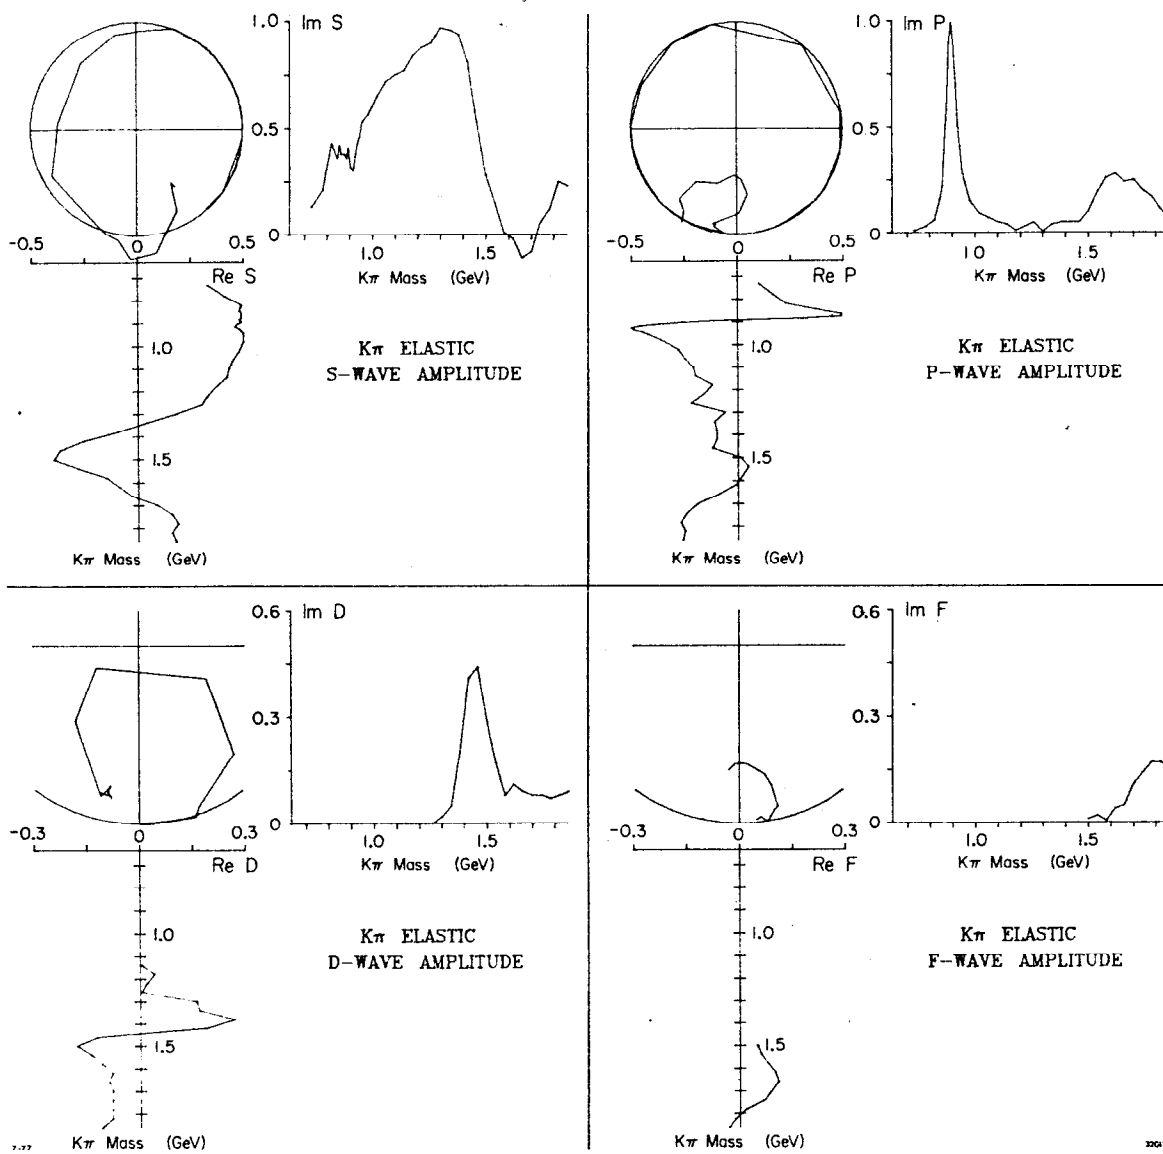 1.0
Im S
0.5
0
-0.5
0
0.5
Re S
1.0
1.5
Kπ Mass (GeV)
1.0
1.5
Kπ Mass (GeV)
Kπ ELASTIC
S-WAVE AMPLITUDE
1.0
Im P
0.5
0
-0.5
0
0.5
Re P
1.0
1.5
Kπ Mass (GeV)
1.0
1.5
Kπ Mass (GeV)
Kπ ELASTIC
P-WAVE AMPLITUDE
0.6
Im D
0.3
0
-0.3
0
0.3
Re D
1.0
1.5
Kπ Mass (GeV)
1.0
1.5
Kπ Mass (GeV)
Kπ ELASTIC
D-WAVE AMPLITUDE
0.6
Im F
0.3
0
-0.3
0
0.3
Re F
1.0
1.5
Kπ Mass (GeV)
1.0
1.5
Kπ Mass (GeV)
Kπ ELASTIC
F-WAVE AMPLITUDE
7-77